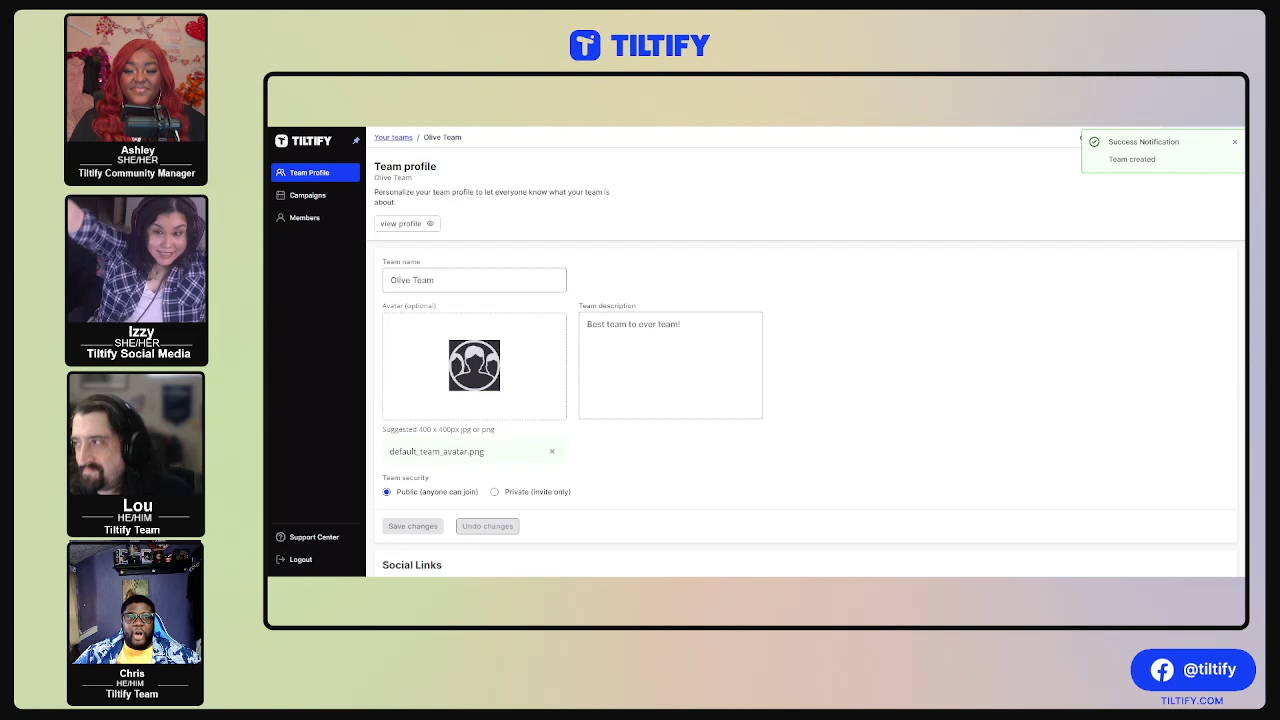 TILTIFY
Ashley
SHE/HER
Tiltify Community Manager
Izzy
SHE/HER
Tiltify Social Media
Lou
HE/HIM
Tiltify Team
Chris
HE/HIM
Tiltify Team
TILTIFY
Team Profile
Campaigns
Members
Support Center
Logout
Your teams / Olive Team
Success Notification
Team created
Team profile
Olive Team
Personalize your team profile to let everyone know what your team is
about.
view profile
Team name
Olive Team
Avatar (optional)
Team description
Best team to ever team!
Suggested 400 x 400px jpg or png
default_team_avatar.png
Team security
Public (anyone can join)
Private (invite only)
Save changes
Undo changes
Social Links
@tiltify
TILTIFY.COM